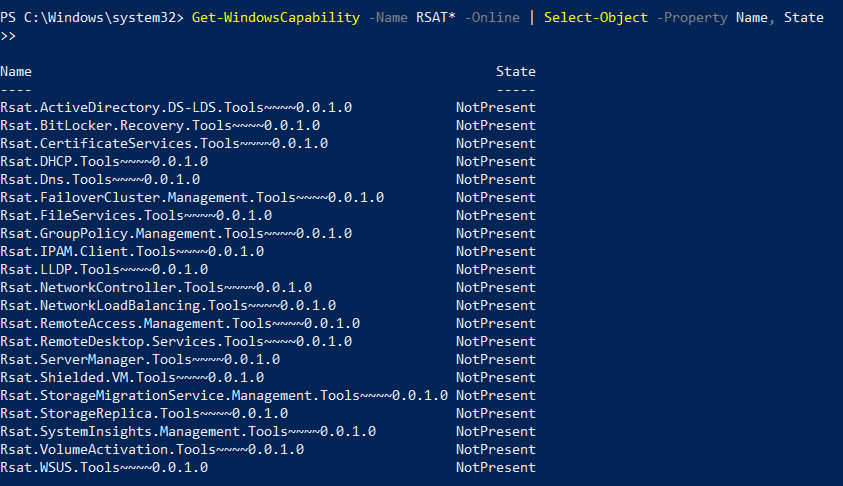 PS C:\Windows\system32> Get-WindowsCapability -Name RSAT* -Online | Select-Object -Property Name, State
>>
Name State
---- -----
Rsat.ActiveDirectory.DS-LDS.Tools~~~~0.0.1.0 NotPresent
Rsat.BitLocker.Recovery.Tools~~~~0.0.1.0 NotPresent
Rsat.CertificateServices.Tools~~~~0.0.1.0 NotPresent
Rsat.DHCP.Tools~~~~0.0.1.0 NotPresent
Rsat.Dns.Tools~~~~0.0.1.0 NotPresent
Rsat.FailoverCluster.Management.Tools~~~~0.0.1.0 NotPresent
Rsat.FileServices.Tools~~~~0.0.1.0 NotPresent
Rsat.GroupPolicy.Management.Tools~~~~0.0.1.0 NotPresent
Rsat.IPAM.Client.Tools~~~~0.0.1.0 NotPresent
Rsat.LLDP.Tools~~~~0.0.1.0 NotPresent
Rsat.NetworkController.Tools~~~~0.0.1.0 NotPresent
Rsat.NetworkLoadBalancing.Tools~~~~0.0.1.0 NotPresent
Rsat.RemoteAccess.Management.Tools~~~~0.0.1.0 NotPresent
Rsat.RemoteDesktop.Services.Tools~~~~0.0.1.0 NotPresent
Rsat.ServerManager.Tools~~~~0.0.1.0 NotPresent
Rsat.Shielded.VM.Tools~~~~0.0.1.0 NotPresent
Rsat.StorageMigrationService.Management.Tools~~~~0.0.1.0 NotPresent
Rsat.StorageReplica.Tools~~~~0.0.1.0 NotPresent
Rsat.SystemInsights.Management.Tools~~~~0.0.1.0 NotPresent
Rsat.VolumeActivation.Tools~~~~0.0.1.0 NotPresent
Rsat.WSUS.Tools~~~~0.0.1.0 NotPresent